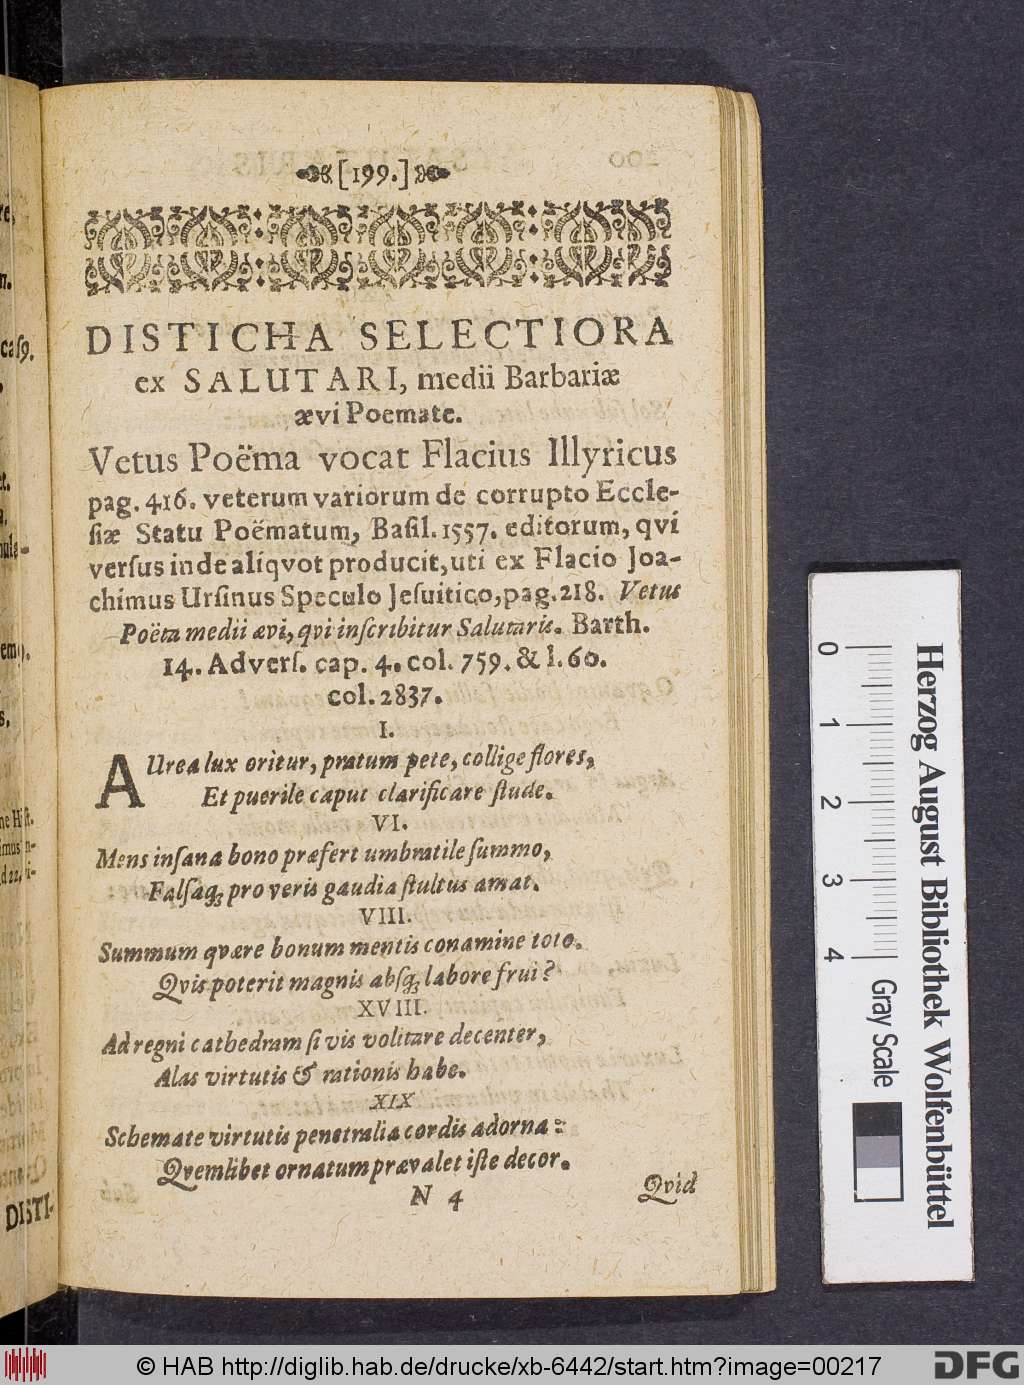 [199.]
DISTICHA SELECTIORA
ex SALUTARI, medii Barbariæ
ævi Poemate.
Vetus Poëma vocat Flacius Illyricus
pag. 416. veterum variorum de corrupto Eccle-
ſiæ Statu Poëmatum, Baſil. 1557. editorum, qvi
verſus inde aliqvot producit, uti ex Flacio Joa-
chimus Urſinus Speculo Jeſuitico, pag. 218. Vetus
Poëta medii ævi, qvi inſcribitur Salutaris. Barth.
14. Adverſ. cap. 4. col. 759. & l. 60.
col. 2837.
I.
AUrea lux oritur, pratum pete, collige flores,
Et puerile caput clarificare ſtude.
VI.
Mens inſana bono præfert umbratile ſummo,
Falſaq́; pro veris gaudia ſtultus amat.
VIII.
Summum qvære bonum mentis conamine toto.
Qvis poterit magnis abſq; labore frui?
XVIII.
Ad regni cathedram ſi vis volitare decenter,
Alas virtutis & rationis habe.
XIX
Schemate virtutis penetralia cordis adorna:
Qvemlibet ornatum prævalet iſte decor.
N 4
Qvid
DISTI-
0
1
2
3
4
Gray Scale
Herzog August Bibliothek Wolfenbüttel
© HAB http://diglib.hab.de/drucke/xb-6442/start.htm?image=00217
DFG